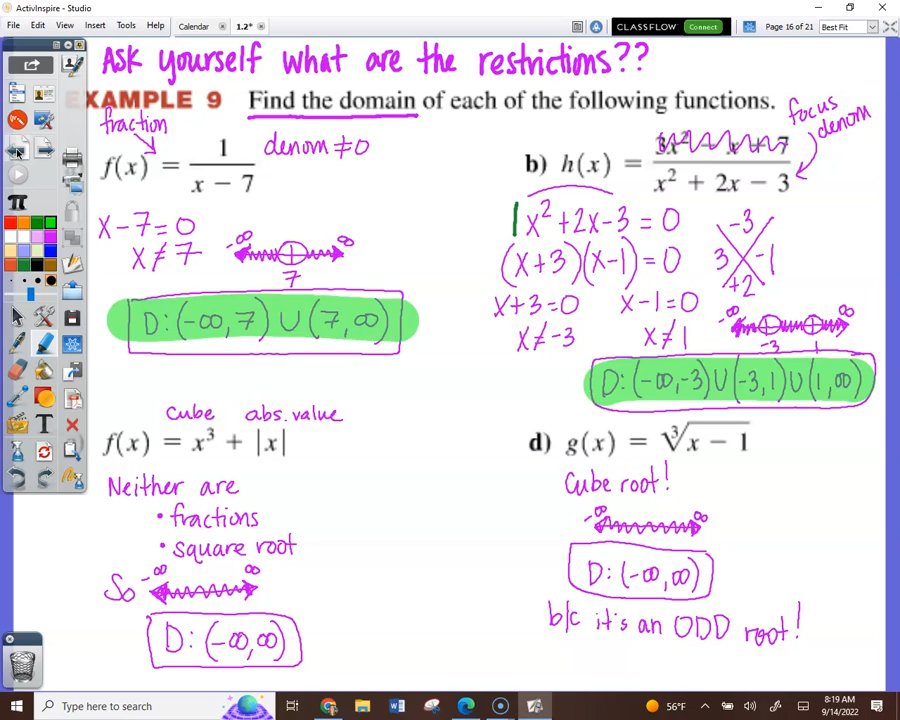 ActivInspire - Studio
File Edit View Insert Tools Help
Calendar
1.2*
CLASSFLOW Connect
Page 16 of 21
Best Fit
Ask yourself what are the restrictions??
EXAMPLE 9 Find the domain of each of the following functions.
fraction
f(x) = 1 / x − 7
denom ≠ 0
x - 7 = 0
x ≠ 7
-∞ ∞
7
D: (-∞, 7) ∪ (7, ∞)
focus
denom
b) h(x) = 3x² − x + 7 / x² + 2x − 3
1x² + 2x - 3 = 0
(x + 3)(x - 1) = 0
x + 3 = 0 x - 1 = 0
x ≠ -3 x ≠ 1
-3
3 -1
+2
-∞ ∞
-3 1
D: (-∞, -3) ∪ (-3, 1) ∪ (1, ∞)
cube abs. value
f(x) = x³ + |x|
Neither are
• fractions
• square root
So -∞ ∞
D: (-∞, ∞)
d) g(x) = ∛x − 1
Cube root!
-∞ ∞
D: (-∞, ∞)
b/c it's an ODD root!
Type here to search
56°F
8:19 AM
9/14/2022